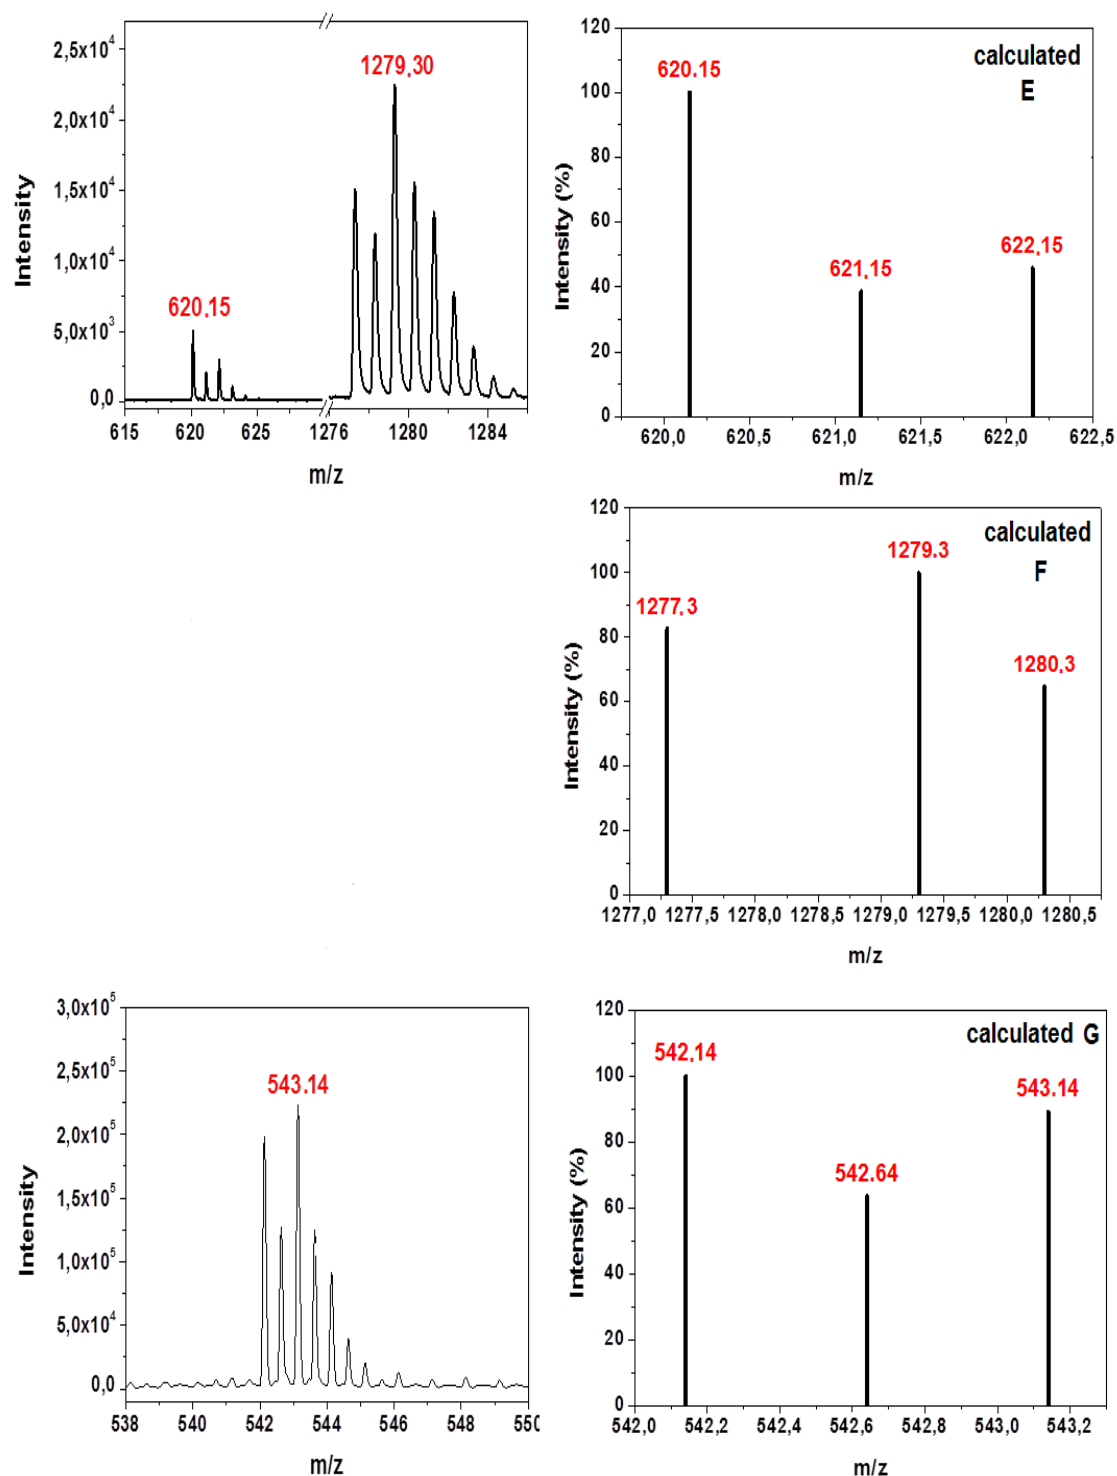 2,5x10⁴
2,0x10⁴
1,5x10⁴
1,0x10⁴
5,0x10³
0,0
Intensity
1279,30
620,15
615 620 625 1276 1280 1284
m/z
120
100
80
60
40
20
0
Intensity (%)
calculated
E
620.15
621,15
622,15
620,0 620,5 621,0 621,5 622,0 622,5
m/z
120
100
80
60
40
20
0
Intensity (%)
calculated
F
1277,3
1279.3
1280,3
1277,0 1277,5 1278,0 1278,5 1279,0 1279,5 1280,0 1280,5
m/z
3,0x10⁵
2,5x10⁵
2,0x10⁵
1,5x10⁵
1,0x10⁵
5,0x10⁴
0,0
Intensity
543.14
538 540 542 544 546 548 550
m/z
120
100
80
60
40
20
0
Intensity (%)
calculated G
542,14
542.64
543.14
542,0 542,2 542,4 542,6 542,8 543,0 543,2
m/z